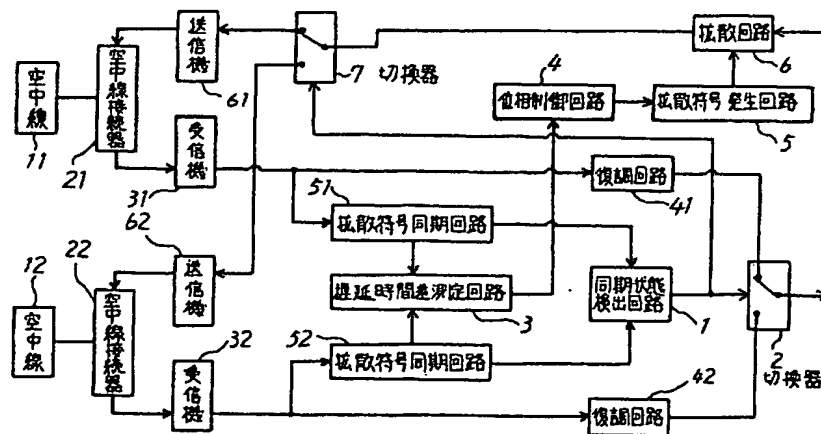 送信機
61
7 切換器
拡散回路
6
4
位相制御回路
拡散符号発生回路
5
空中線
11
空中線接続器
21
受信機
31
復調回路
41
51
拡散符号同期回路
62
送信機
遅延時間差測定回路
3
同期状態
検出回路
1
2
切換器
12
空中線
22
空中線接続器
32
受信機
52
拡散符号同期回路
42
復調回路